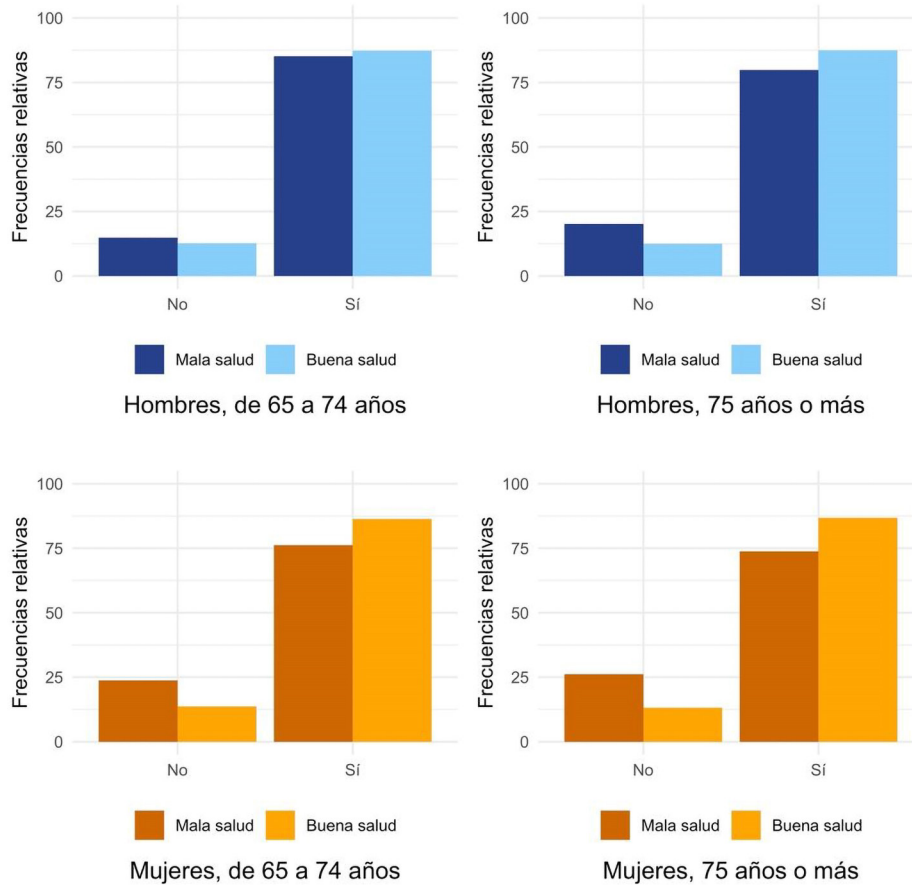 Frecuencias relativas
100
75
50
25
0
No Sí
Mala salud Buena salud
Hombres, de 65 a 74 años
Frecuencias relativas
100
75
50
25
0
No Sí
Mala salud Buena salud
Hombres, 75 años o más
Frecuencias relativas
100
75
50
25
0
No Sí
Mala salud Buena salud
Mujeres, de 65 a 74 años
Frecuencias relativas
100
75
50
25
0
No Sí
Mala salud Buena salud
Mujeres, 75 años o más